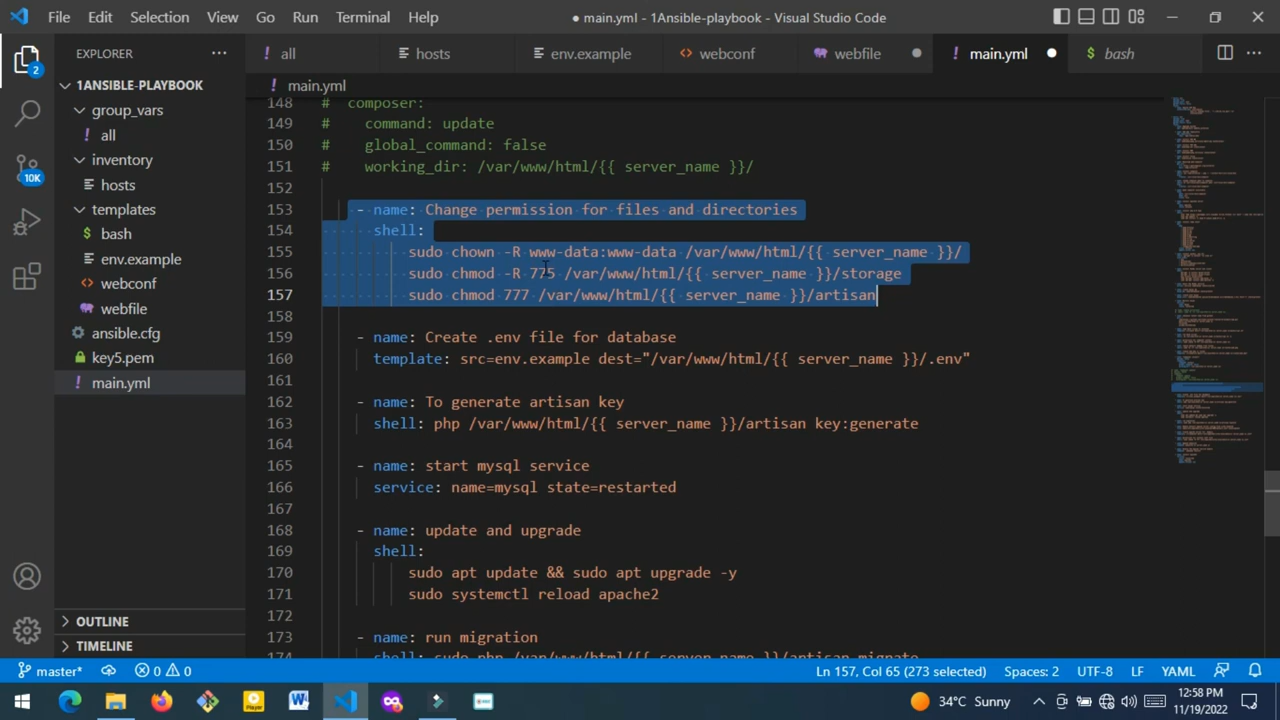 File Edit Selection View Go Run Terminal Help
● main.yml - 1Ansible-playbook - Visual Studio Code
EXPLORER ···
! all hosts env.example webconf webfile ! main.yml $ bash ···
1ANSIBLE-PLAYBOOK
! main.yml
group_vars
! all
inventory
hosts
templates
$ bash
env.example
webconf
webfile
ansible.cfg
key5.pem
! main.yml
2
10K
148 # composer:
149 # command: update
150 # global_command: false
151 # working_dir: /var/www/html/{{ server_name }}/
152
153 - name: Change permission for files and directories
154 shell:
155 sudo chown -R www-data:www-data /var/www/html/{{ server_name }}/
156 sudo chmod -R 775 /var/www/html/{{ server_name }}/storage
157 sudo chmod 777 /var/www/html/{{ server_name }}/artisan
158
159 - name: Create .env file for database
160 template: src=env.example dest="/var/www/html/{{ server_name }}/.env"
161
162 - name: To generate artisan key
163 shell: php /var/www/html/{{ server_name }}/artisan key:generate
164
165 - name: start mysql service
166 service: name=mysql state=restarted
167
168 - name: update and upgrade
169 shell:
170 sudo apt update && sudo apt upgrade -y
171 sudo systemctl reload apache2
172
173 - name: run migration
174 shell: sudo php /var/www/html/{{ server_name }}/artisan migrate
OUTLINE
TIMELINE
master* 0 0 Ln 157, Col 65 (273 selected) Spaces: 2 UTF-8 LF YAML
34°C Sunny
12:58 PM
11/19/2022